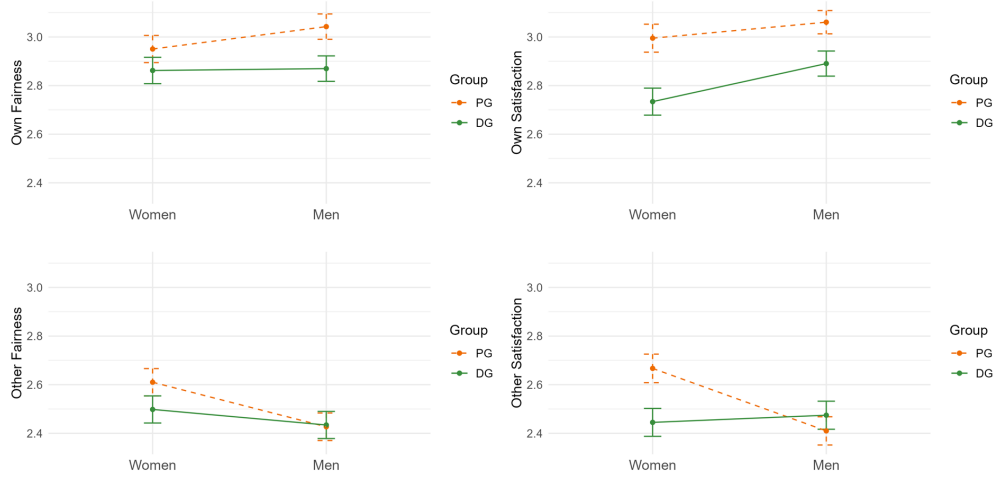 Own Fairness
3.0
2.8
2.6
2.4
Women Men
Group
PG
DG
Own Satisfaction
3.0
2.8
2.6
2.4
Women Men
Group
PG
DG
Other Fairness
3.0
2.8
2.6
2.4
Women Men
Group
PG
DG
Other Satisfaction
3.0
2.8
2.6
2.4
Women Men
Group
PG
DG